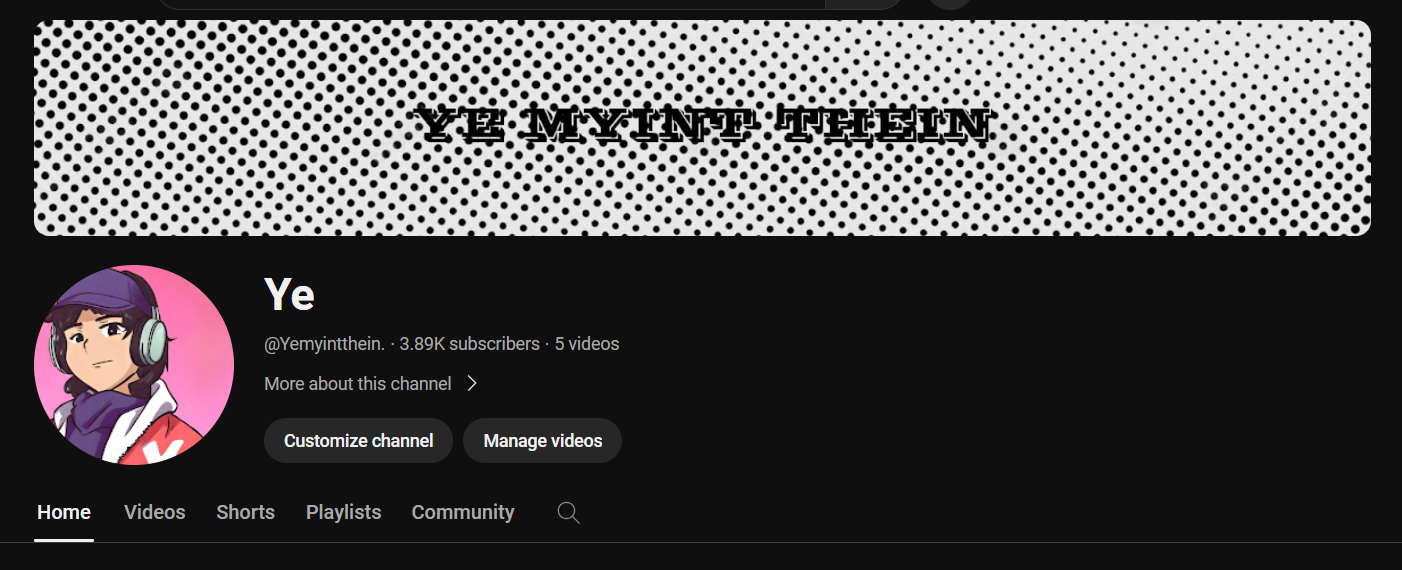 YE MYINT THEIN
Ye
@Yemyintthein. · 3.89K subscribers · 5 videos
More about this channel
Customize channel Manage videos
Home Videos Shorts Playlists Community